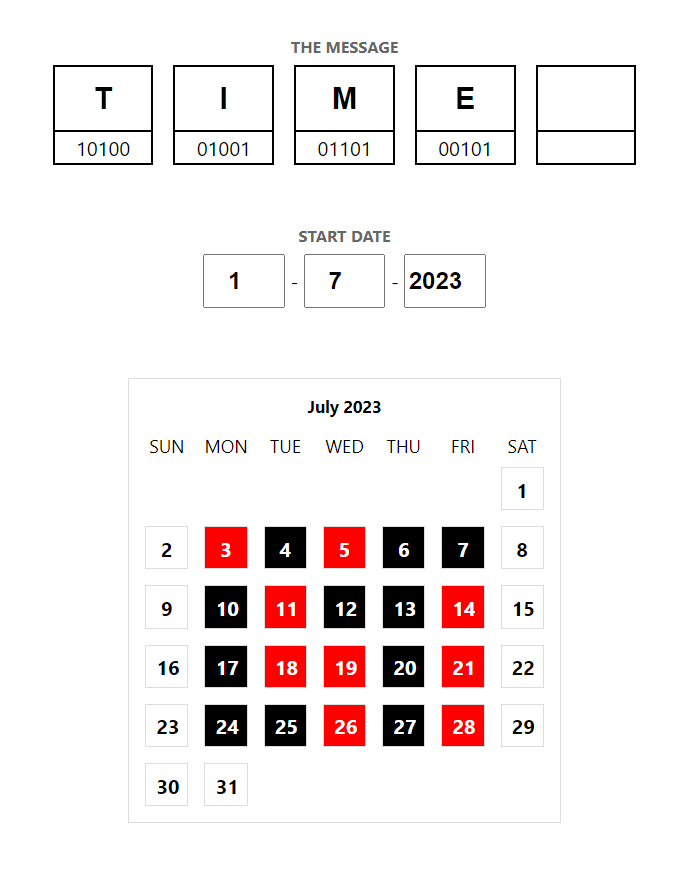 THE MESSAGE
T I M E
10100 01001 01101 00101
START DATE
1 - 7 - 2023
July 2023
SUN MON TUE WED THU FRI SAT
1
2 3 4 5 6 7 8
9 10 11 12 13 14 15
16 17 18 19 20 21 22
23 24 25 26 27 28 29
30 31